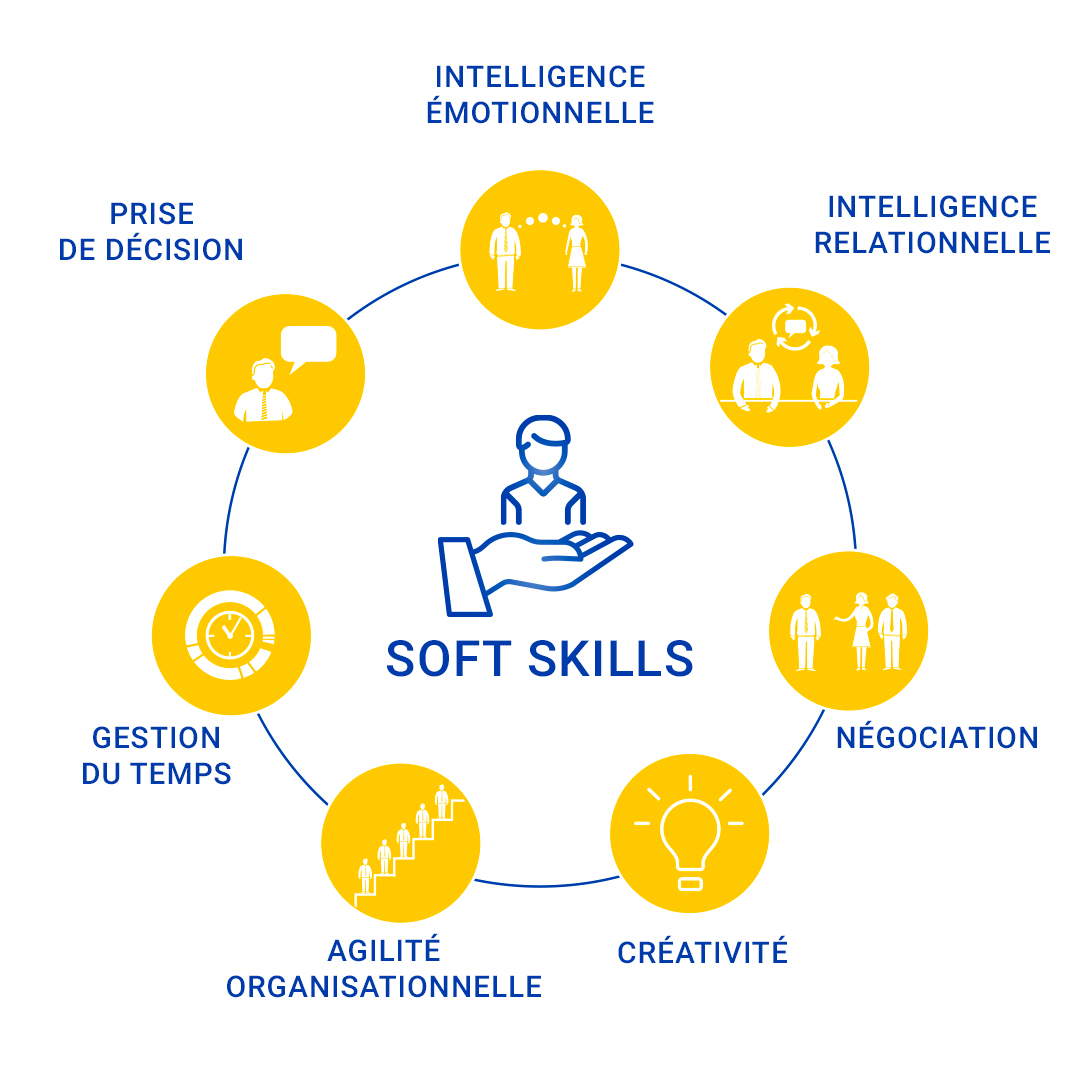 INTELLIGENCE
ÉMOTIONNELLE
PRISE
DE DÉCISION
INTELLIGENCE
RELATIONNELLE
SOFT SKILLS
GESTION
DU TEMPS
NÉGOCIATION
AGILITÉ
ORGANISATIONNELLE
CRÉATIVITÉ